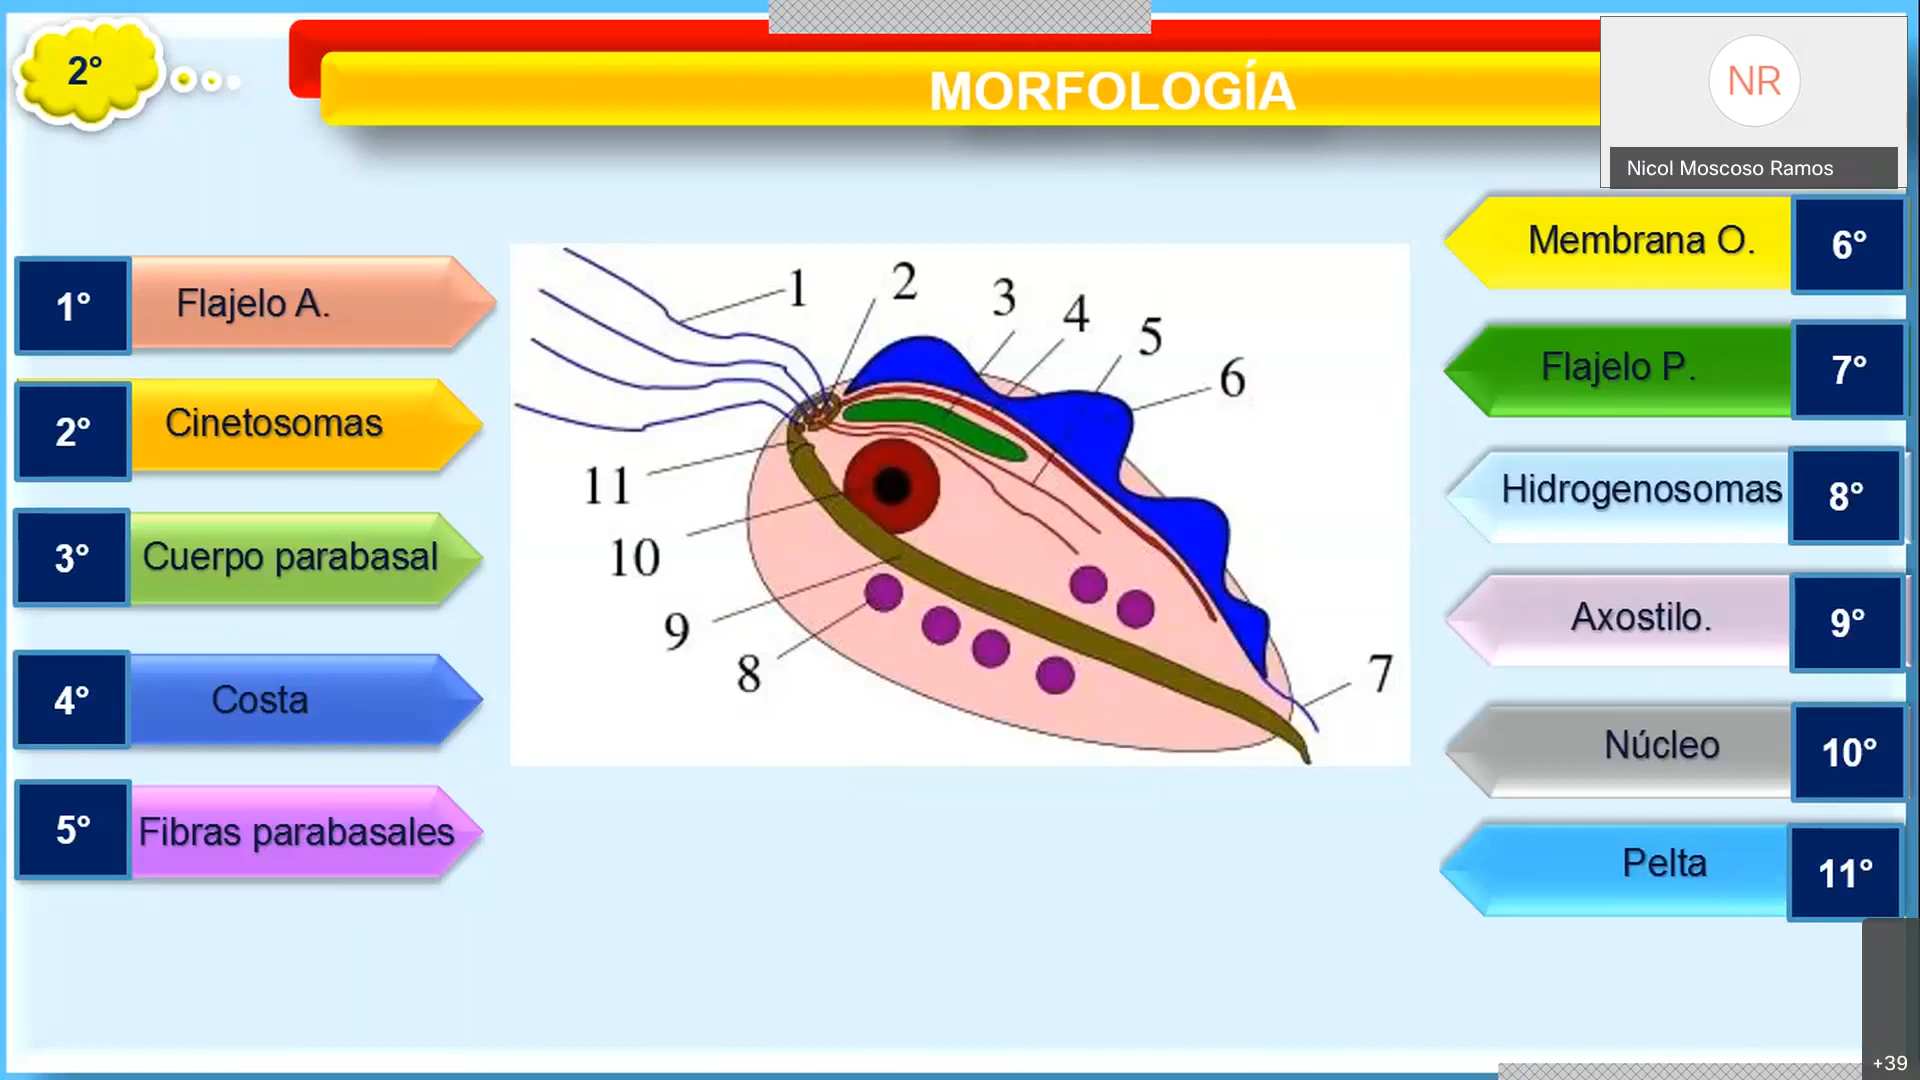 2°
MORFOLOGÍA
NR
Nicol Moscoso Ramos
1° Flajelo A.
2° Cinetosomas
3° Cuerpo parabasal
4° Costa
5° Fibras parabasales
1
2
3
4
5
6
7
8
9
10
11
Membrana O. 6°
Flajelo P. 7°
Hidrogenosomas 8°
Axostilo. 9°
Núcleo 10°
Pelta 11°
+39